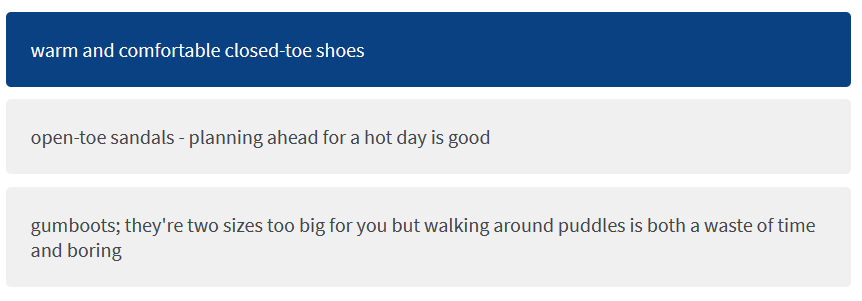 warm and comfortable closed-toe shoes
open-toe sandals - planning ahead for a hot day is good
gumboots; they're two sizes too big for you but walking around puddles is both a waste of time
and boring